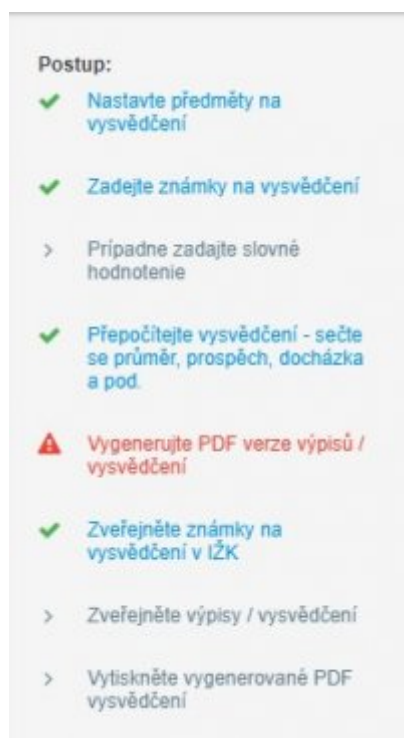 Postup:
Nastavte předměty na
vysvědčení
Zadejte známky na vysvědčení
Prípadne zadajte slovné
hodnotenie
Přepočítejte vysvědčení - sečte
se průměr, prospěch, docházka
a pod.
Vygenerujte PDF verze výpisů /
vysvědčení
Zveřejněte známky na
vysvědčení v IŽK
Zveřejněte výpisy / vysvědčení
Vytiskněte vygenerované PDF
vysvědčení